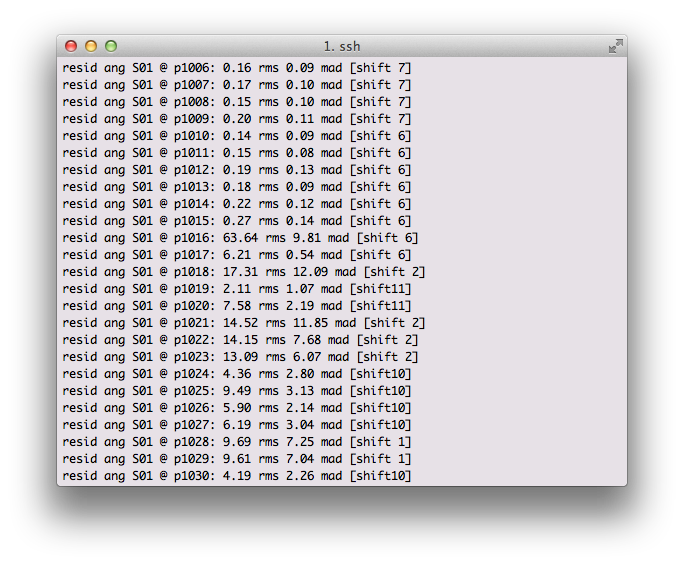 1. ssh
resid ang S01 @ p1006: 0.16 rms 0.09 mad [shift 7]
resid ang S01 @ p1007: 0.17 rms 0.10 mad [shift 7]
resid ang S01 @ p1008: 0.15 rms 0.10 mad [shift 7]
resid ang S01 @ p1009: 0.20 rms 0.11 mad [shift 7]
resid ang S01 @ p1010: 0.14 rms 0.09 mad [shift 6]
resid ang S01 @ p1011: 0.15 rms 0.08 mad [shift 6]
resid ang S01 @ p1012: 0.19 rms 0.13 mad [shift 6]
resid ang S01 @ p1013: 0.18 rms 0.09 mad [shift 6]
resid ang S01 @ p1014: 0.22 rms 0.12 mad [shift 6]
resid ang S01 @ p1015: 0.27 rms 0.14 mad [shift 6]
resid ang S01 @ p1016: 63.64 rms 9.81 mad [shift 6]
resid ang S01 @ p1017: 6.21 rms 0.54 mad [shift 6]
resid ang S01 @ p1018: 17.31 rms 12.09 mad [shift 2]
resid ang S01 @ p1019: 2.11 rms 1.07 mad [shift11]
resid ang S01 @ p1020: 7.58 rms 2.19 mad [shift11]
resid ang S01 @ p1021: 14.52 rms 11.85 mad [shift 2]
resid ang S01 @ p1022: 14.15 rms 7.68 mad [shift 2]
resid ang S01 @ p1023: 13.09 rms 6.07 mad [shift 2]
resid ang S01 @ p1024: 4.36 rms 2.80 mad [shift10]
resid ang S01 @ p1025: 9.49 rms 3.13 mad [shift10]
resid ang S01 @ p1026: 5.90 rms 2.14 mad [shift10]
resid ang S01 @ p1027: 6.19 rms 3.04 mad [shift10]
resid ang S01 @ p1028: 9.69 rms 7.25 mad [shift 1]
resid ang S01 @ p1029: 9.61 rms 7.04 mad [shift 1]
resid ang S01 @ p1030: 4.19 rms 2.26 mad [shift10]